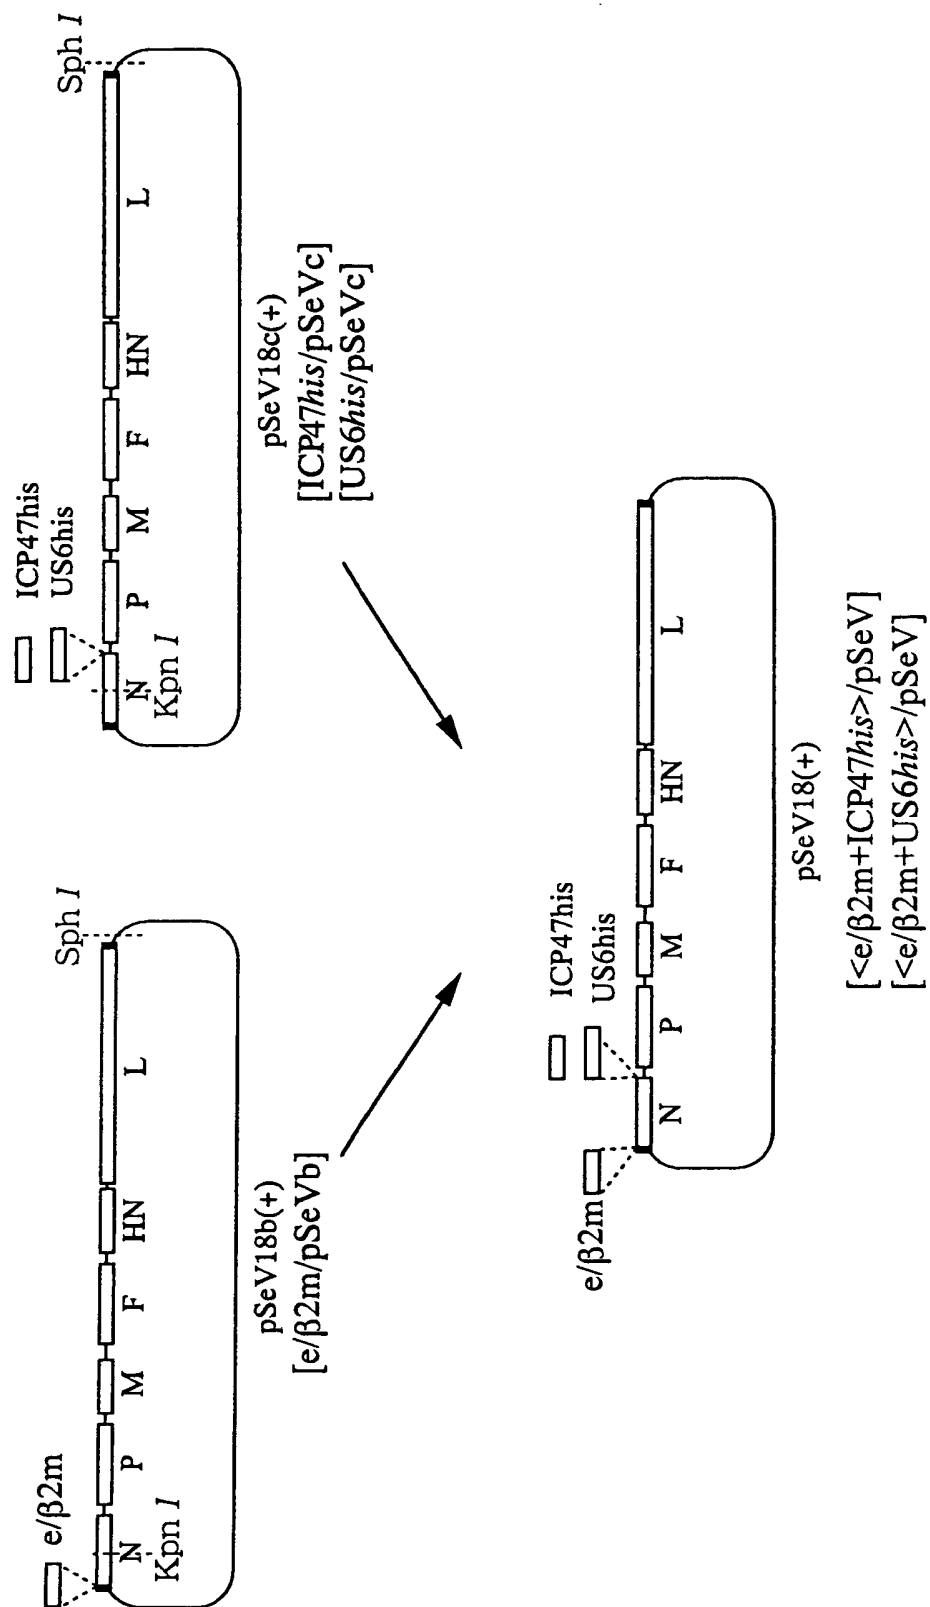 e/β2m
Sph I
N P M F HN L
Kpn I
pSeV18b(+)
[e/β2m/pSeVb]
ICP47his
US6his
Sph I
N P M F HN L
Kpn I
pSeV18c(+)
[ICP47his/pSeVc]
[US6his/pSeVc]
ICP47his
US6his
e/β2m
N P M F HN L
pSeV18(+)
[<e/β2m+ICP47his>/pSeV]
[<e/β2m+US6his>/pSeV]